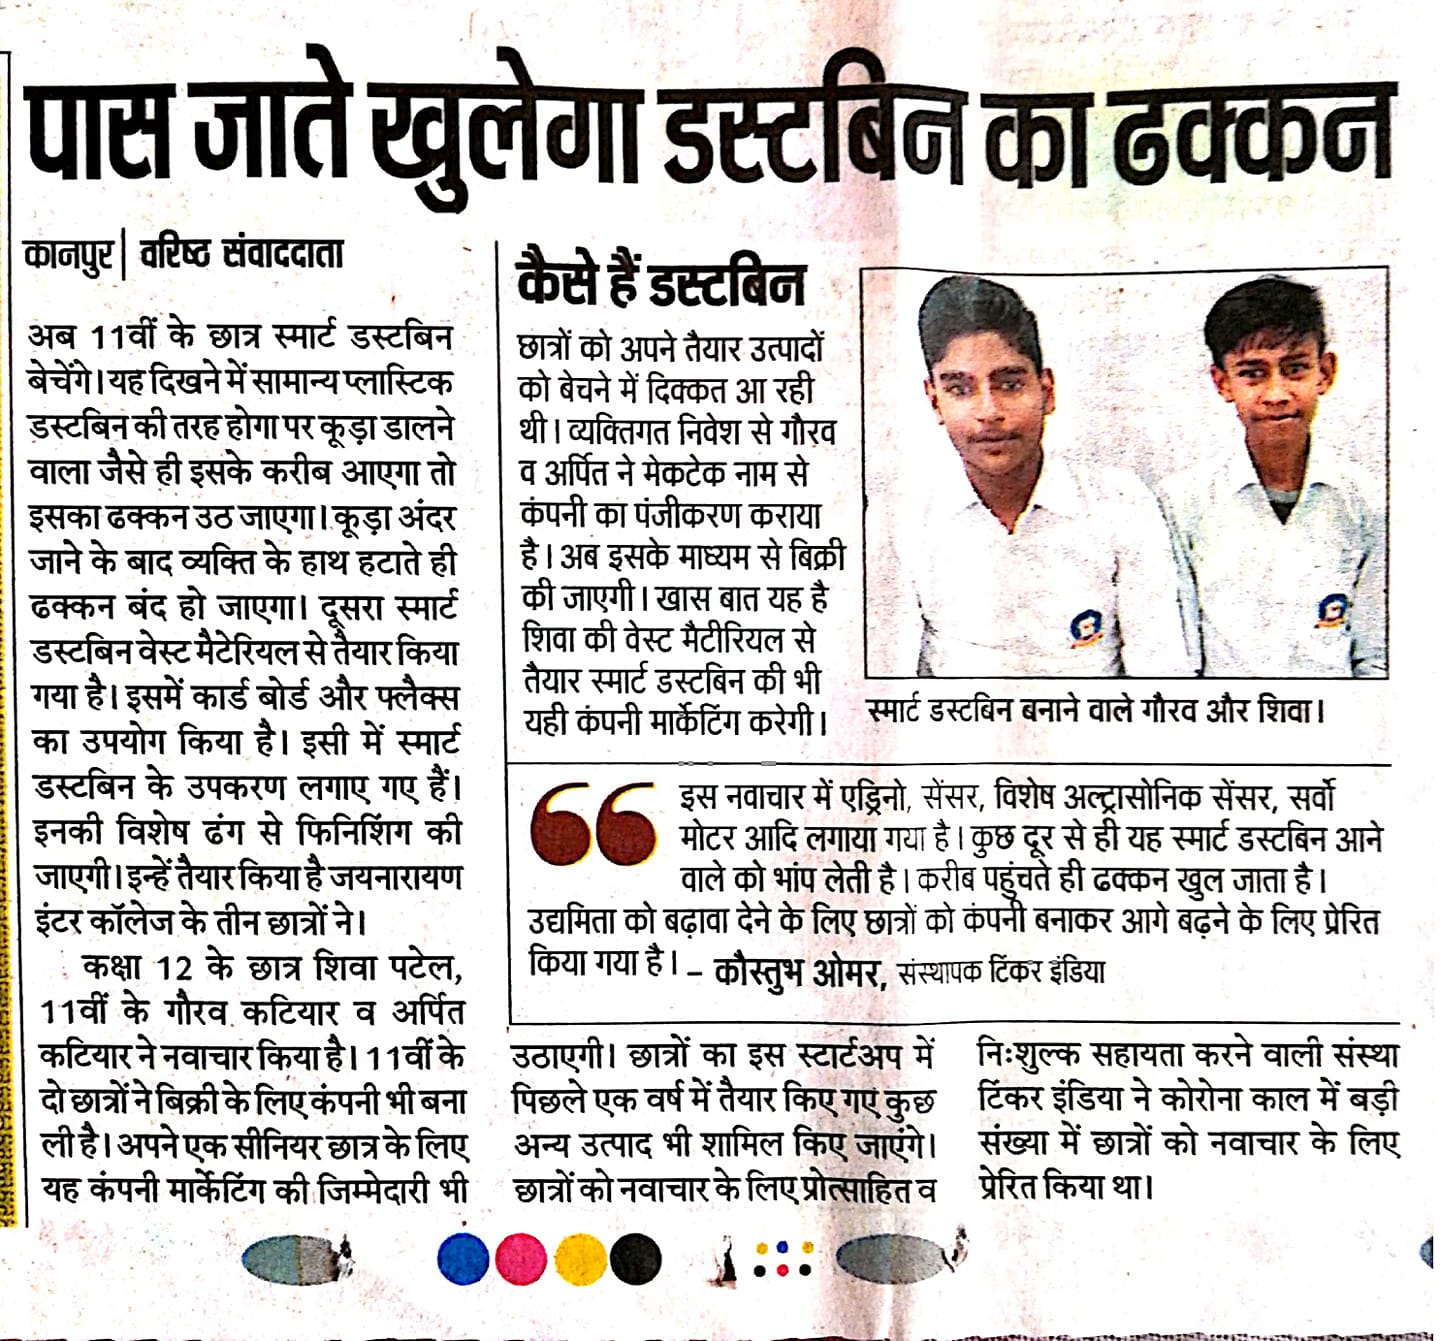 पास जाते खुलेगा डस्टबिन का ढक्कन
कानपुर | वरिष्ठ संवाददाता
अब 11वीं के छात्र स्मार्ट डस्टबिन
बेचेंगे। यह दिखने में सामान्य प्लास्टिक
डस्टबिन की तरह होगा पर कूड़ा डालने
वाला जैसे ही इसके करीब आएगा तो
इसका ढक्कन उठ जाएगा। कूड़ा अंदर
जाने के बाद व्यक्ति के हाथ हटाते ही
ढक्कन बंद हो जाएगा। दूसरा स्मार्ट
डस्टबिन वेस्ट मैटेरियल से तैयार किया
गया है। इसमें कार्ड बोर्ड और फ्लैक्स
का उपयोग किया है। इसी में स्मार्ट
डस्टबिन के उपकरण लगाए गए हैं।
इनकी विशेष ढंग से फिनिशिंग की
जाएगी। इन्हें तैयार किया है जयनारायण
इंटर कॉलेज के तीन छात्रों ने।
कक्षा 12 के छात्र शिवा पटेल,
11वीं के गौरव कटियार व अर्पित
कटियार ने नवाचार किया है। 11वीं के
दो छात्रों ने बिक्री के लिए कंपनी भी बना
ली है। अपने एक सीनियर छात्र के लिए
यह कंपनी मार्केटिंग की जिम्मेदारी भी
कैसे हैं डस्टबिन
छात्रों को अपने तैयार उत्पादों
को बेचने में दिक्कत आ रही
थी। व्यक्तिगत निवेश से गौरव
व अर्पित ने मेकटेक नाम से
कंपनी का पंजीकरण कराया
है। अब इसके माध्यम से बिक्री
की जाएगी। खास बात यह है
शिवा की वेस्ट मैटीरियल से
तैयार स्मार्ट डस्टबिन की भी
यही कंपनी मार्केटिंग करेगी।
स्मार्ट डस्टबिन बनाने वाले गौरव और शिवा।
इस नवाचार में एड्रिनो, सेंसर, विशेष अल्ट्रासोनिक सेंसर, सर्वो
मोटर आदि लगाया गया है। कुछ दूर से ही यह स्मार्ट डस्टबिन आने
वाले को भांप लेती है। करीब पहुंचते ही ढक्कन खुल जाता है।
उद्यमिता को बढ़ावा देने के लिए छात्रों को कंपनी बनाकर आगे बढ़ने के लिए प्रेरित
किया गया है। – कौस्तुभ ओमर, संस्थापक टिंकर इंडिया
उठाएगी। छात्रों का इस स्टार्टअप में
पिछले एक वर्ष में तैयार किए गए कुछ
अन्य उत्पाद भी शामिल किए जाएंगे।
छात्रों को नवाचार के लिए प्रोत्साहित व
निःशुल्क सहायता करने वाली संस्था
टिंकर इंडिया ने कोरोना काल में बड़ी
संख्या में छात्रों को नवाचार के लिए
प्रेरित किया था।